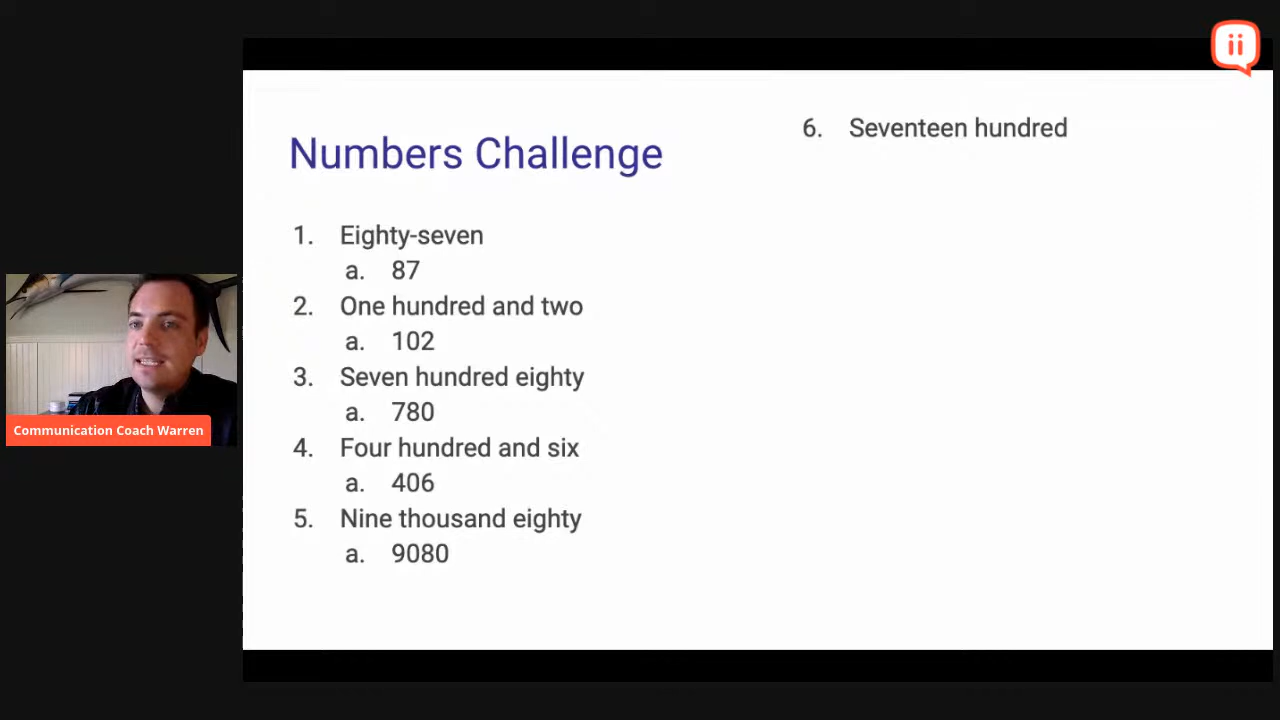 Numbers Challenge
1. Eighty-seven
a. 87
2. One hundred and two
a. 102
3. Seven hundred eighty
a. 780
4. Four hundred and six
a. 406
5. Nine thousand eighty
a. 9080
6. Seventeen hundred
Communication Coach Warren